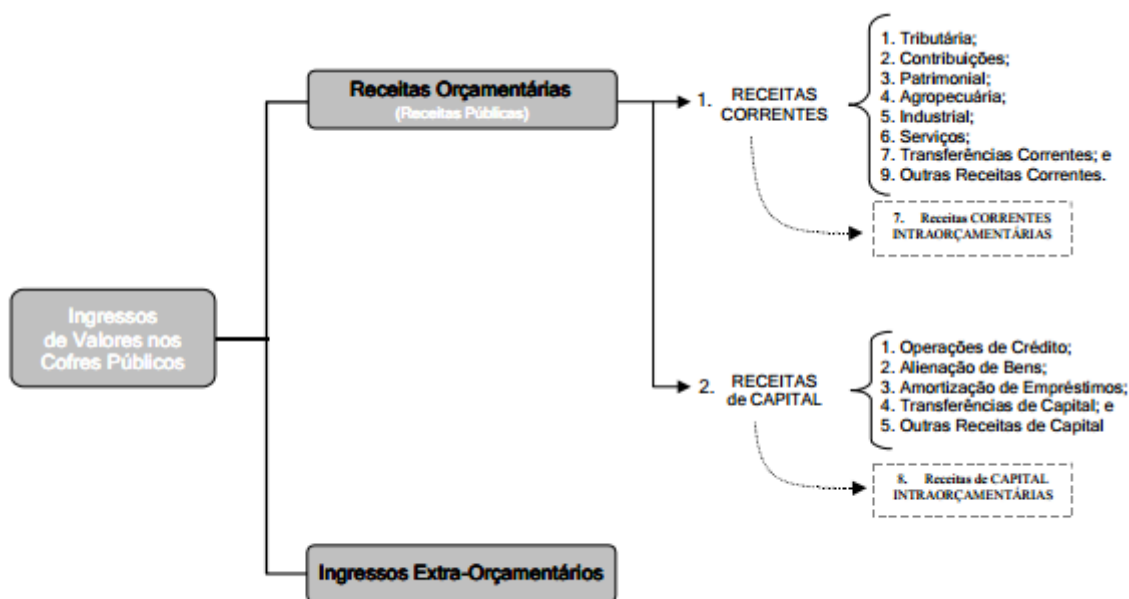 Ingressos
de Valores nos
Cofres Públicos
Receitas Orçamentárias
(Receitas Públicas)
1. RECEITAS
CORRENTES
1. Tributária;
2. Contribuições;
3. Patrimonial;
4. Agropecuária;
5. Industrial;
6. Serviços;
7. Transferências Correntes; e
9. Outras Receitas Correntes.
7. Receitas CORRENTES
INTRAORÇAMENTÁRIAS
2. RECEITAS
de CAPITAL
1. Operações de Crédito;
2. Alienação de Bens;
3. Amortização de Empréstimos;
4. Transferências de Capital; e
5. Outras Receitas de Capital
8. Receitas de CAPITAL
INTRAORÇAMENTÁRIAS
Ingressos Extra-Orçamentários